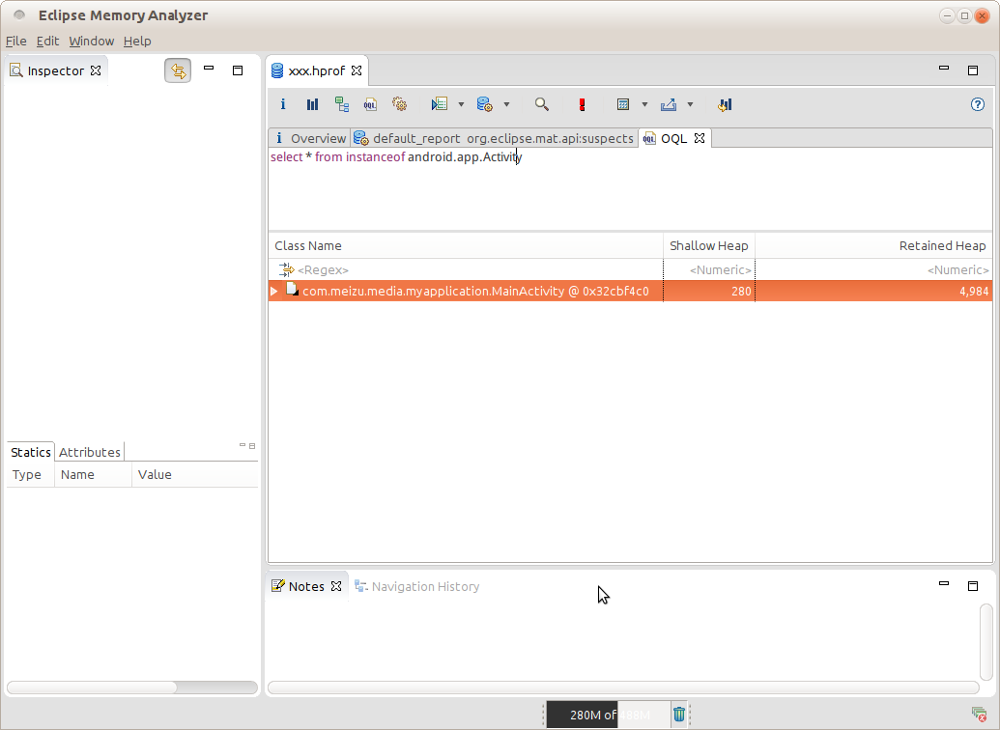 Eclipse Memory Analyzer
File Edit Window Help
Inspector
xxx.hprof
i OQL ?
i Overview default_report org.eclipse.mat.api:suspects OQL OQL
select * from instanceof android.app.Activity
Class Name Shallow Heap Retained Heap
<Regex> <Numeric> <Numeric>
com.meizu.media.myapplication.MainActivity @ 0x32cbf4c0 280 4,984
Statics Attributes
Type Name Value
Notes Navigation History
280M of 488M